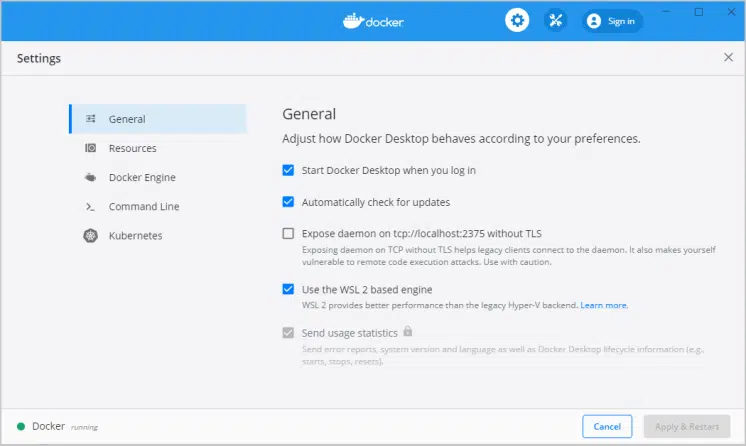 docker
Sign in
Settings
General
Resources
Docker Engine
Command Line
Kubernetes
General
Adjust how Docker Desktop behaves according to your preferences.
Start Docker Desktop when you log in
Automatically check for updates
Expose daemon on tcp://localhost:2375 without TLS
Exposing daemon on TCP without TLS helps legacy clients connect to the daemon. It also makes yourself
vulnerable to remote code execution attacks. Use with caution.
Use the WSL 2 based engine
WSL 2 provides better performance than the legacy Hyper-V backend. Learn more.
Send usage statistics
Send error reports, system version and language as well as Docker Desktop lifecycle information (e.g.,
starts, stops, resets).
Docker running
Cancel
Apply & Restart